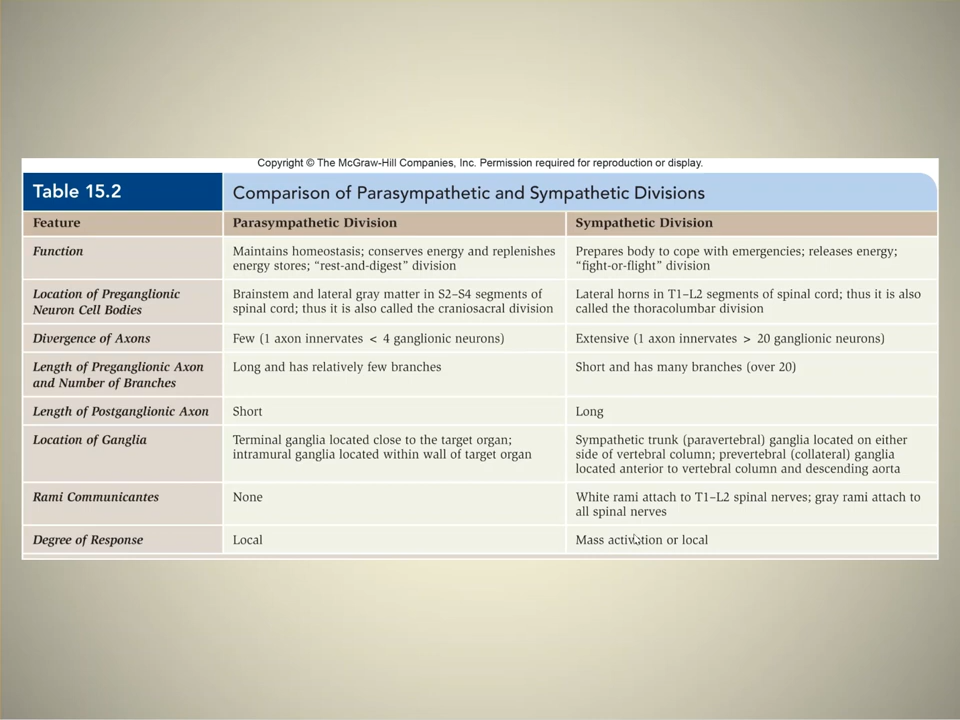 Copyright © The McGraw-Hill Companies, Inc. Permission required for reproduction or display.
Table 15.2
Comparison of Parasympathetic and Sympathetic Divisions
Feature
Parasympathetic Division
Sympathetic Division
Function
Maintains homeostasis; conserves energy and replenishes
energy stores; “rest-and-digest” division
Prepares body to cope with emergencies; releases energy;
“fight-or-flight” division
Location of Preganglionic
Neuron Cell Bodies
Brainstem and lateral gray matter in S2–S4 segments of
spinal cord; thus it is also called the craniosacral division
Lateral horns in T1–L2 segments of spinal cord; thus it is also
called the thoracolumbar division
Divergence of Axons
Few (1 axon innervates < 4 ganglionic neurons)
Extensive (1 axon innervates > 20 ganglionic neurons)
Length of Preganglionic Axon
and Number of Branches
Long and has relatively few branches
Short and has many branches (over 20)
Length of Postganglionic Axon
Short
Long
Location of Ganglia
Terminal ganglia located close to the target organ;
intramural ganglia located within wall of target organ
Sympathetic trunk (paravertebral) ganglia located on either
side of vertebral column; prevertebral (collateral) ganglia
located anterior to vertebral column and descending aorta
Rami Communicantes
None
White rami attach to T1–L2 spinal nerves; gray rami attach to
all spinal nerves
Degree of Response
Local
Mass activation or local